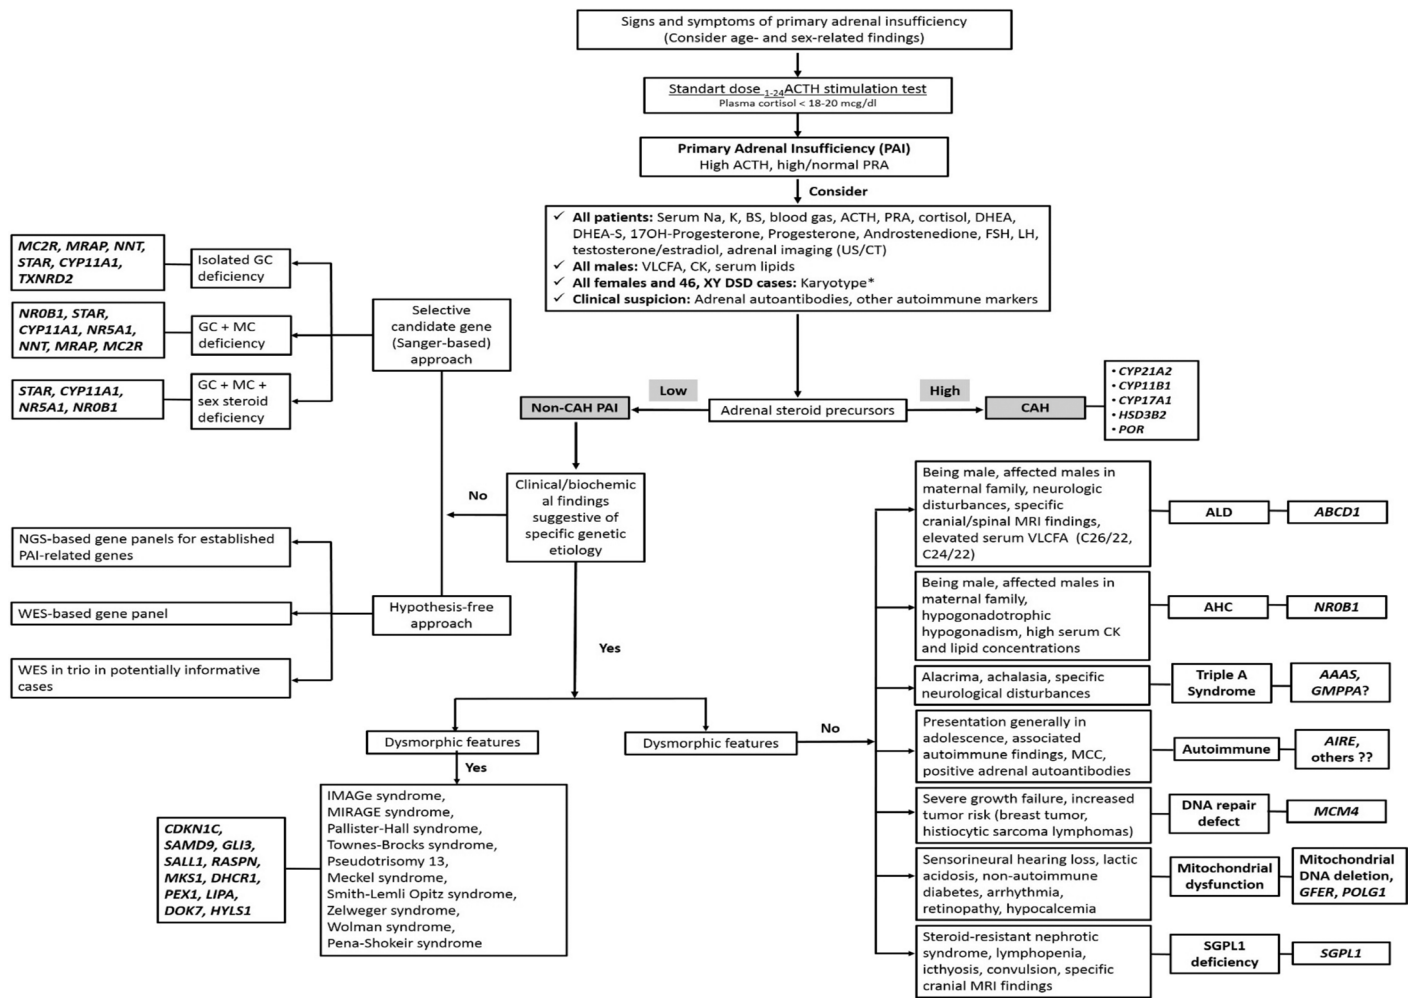 Signs and symptoms of primary adrenal insufficiency
(Consider age- and sex-related findings)
Standart dose 1-24ACTH stimulation test
Plasma cortisol < 18-20 mcg/dl
Primary Adrenal Insufficiency (PAI)
High ACTH, high/normal PRA
Consider
✓ All patients: Serum Na, K, BS, blood gas, ACTH, PRA, cortisol, DHEA,
DHEA-S, 17OH-Progesterone, Progesterone, Androstenedione, FSH, LH,
testosterone/estradiol, adrenal imaging (US/CT)
✓ All males: VLCFA, CK, serum lipids
✓ All females and 46, XY DSD cases: Karyotype*
✓ Clinical suspicion: Adrenal autoantibodies, other autoimmune markers
MC2R, MRAP, NNT,
STAR, CYP11A1,
TXNRD2
Isolated GC
deficiency
NR0B1, STAR,
CYP11A1, NR5A1,
NNT, MRAP, MC2R
GC + MC
deficiency
STAR, CYP11A1,
NR5A1, NR0B1
GC + MC +
sex steroid
deficiency
Selective
candidate gene
(Sanger-based)
approach
Low
High
Non-CAH PAI
Adrenal steroid precursors
CAH
• CYP21A2
• CYP11B1
• CYP17A1
• HSD3B2
• POR
No
Clinical/biochemic
al findings
suggestive of
specific genetic
etiology
NGS-based gene panels for established
PAI-related genes
WES-based gene panel
WES in trio in potentially informative
cases
Hypothesis-free
approach
Yes
Dysmorphic features
Dysmorphic features
No
Yes
CDKN1C,
SAMD9, GLI3,
SALL1, RASPN,
MKS1, DHCR1,
PEX1, LIPA,
DOK7, HYLS1
IMAGe syndrome,
MIRAGE syndrome,
Pallister-Hall syndrome,
Townes-Brocks syndrome,
Pseudotrisomy 13,
Meckel syndrome,
Smith-Lemli Opitz syndrome,
Zelweger syndrome,
Wolman syndrome,
Pena-Shokeir syndrome
Being male, affected males in
maternal family, neurologic
disturbances, specific
cranial/spinal MRI findings,
elevated serum VLCFA (C26/22,
C24/22)
ALD
ABCD1
Being male, affected males in
maternal family,
hypogonadotrophic
hypogonadism, high serum CK
and lipid concentrations
AHC
NR0B1
Alacrima, achalasia, specific
neurological disturbances
Triple A
Syndrome
AAAS,
GMPPA?
Presentation generally in
adolescence, associated
autoimmune findings, MCC,
positive adrenal autoantibodies
Autoimmune
AIRE,
others ??
Severe growth failure, increased
tumor risk (breast tumor,
histiocytic sarcoma lymphomas)
DNA repair
defect
MCM4
Sensorineural hearing loss, lactic
acidosis, non-autoimmune
diabetes, arrhythmia,
retinopathy, hypocalcemia
Mitochondrial
dysfunction
Mitochondrial
DNA deletion,
GFER, POLG1
Steroid-resistant nephrotic
syndrome, lymphopenia,
icthyosis, convulsion, specific
cranial MRI findings
SGPL1
deficiency
SGPL1